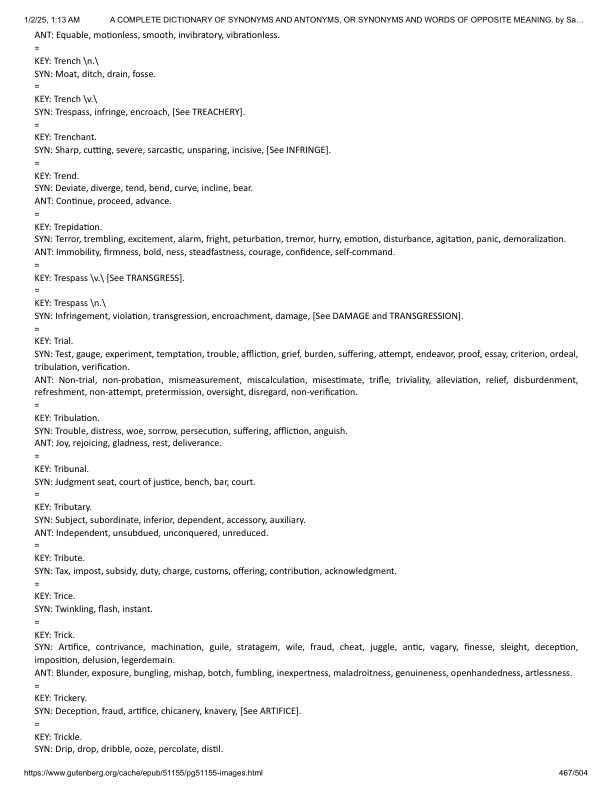 1/2/25, 1:13 AM A COMPLETE DICTIONARY OF SYNONYMS AND ANTONYMS, OR SYNONYMS AND WORDS OF OPPOSITE MEANING. by Sa…
ANT: Equable, motionless, smooth, invibratory, vibrationless.
=
KEY: Trench \n.\
SYN: Moat, ditch, drain, fosse.
=
KEY: Trench \v.\
SYN: Trespass, infringe, encroach, [See TREACHERY].
=
KEY: Trenchant.
SYN: Sharp, cutting, severe, sarcastic, unsparing, incisive, [See INFRINGE].
=
KEY: Trend.
SYN: Deviate, diverge, tend, bend, curve, incline, bear.
ANT: Continue, proceed, advance.
=
KEY: Trepidation.
SYN: Terror, trembling, excitement, alarm, fright, peturbation, tremor, hurry, emotion, disturbance, agitation, panic, demoralization.
ANT: Immobility, firmness, bold, ness, steadfastness, courage, confidence, self-command.
=
KEY: Trespass \v.\ [See TRANSGRESS].
=
KEY: Trespass \n.\
SYN: Infringement, violation, transgression, encroachment, damage, [See DAMAGE and TRANSGRESSION].
=
KEY: Trial.
SYN: Test, gauge, experiment, temptation, trouble, affliction, grief, burden, suffering, attempt, endeavor, proof, essay, criterion, ordeal,
tribulation, verification.
ANT: Non-trial, non-probation, mismeasurement, miscalculation, misestimate, trifle, triviality, alleviation, relief, disburdenment,
refreshment, non-attempt, pretermission, oversight, disregard, non-verification.
=
KEY: Tribulation.
SYN: Trouble, distress, woe, sorrow, persecution, suffering, affliction, anguish.
ANT: Joy, rejoicing, gladness, rest, deliverance.
=
KEY: Tribunal.
SYN: Judgment seat, court of justice, bench, bar, court.
=
KEY: Tributary.
SYN: Subject, subordinate, inferior, dependent, accessory, auxiliary.
ANT: Independent, unsubdued, unconquered, unreduced.
=
KEY: Tribute.
SYN: Tax, impost, subsidy, duty, charge, customs, offering, contribution, acknowledgment.
=
KEY: Trice.
SYN: Twinkling, flash, instant.
=
KEY: Trick.
SYN: Artifice, contrivance, machination, guile, stratagem, wile, fraud, cheat, juggle, antic, vagary, finesse, sleight, deception,
imposition, delusion, legerdemain.
ANT: Blunder, exposure, bungling, mishap, botch, fumbling, inexpertness, maladroitness, genuineness, openhandedness, artlessness.
=
KEY: Trickery.
SYN: Deception, fraud, artifice, chicanery, knavery, [See ARTIFICE].
=
KEY: Trickle.
SYN: Drip, drop, dribble, ooze, percolate, distil.
https://www.gutenberg.org/cache/epub/51155/pg51155-images.html 467/504